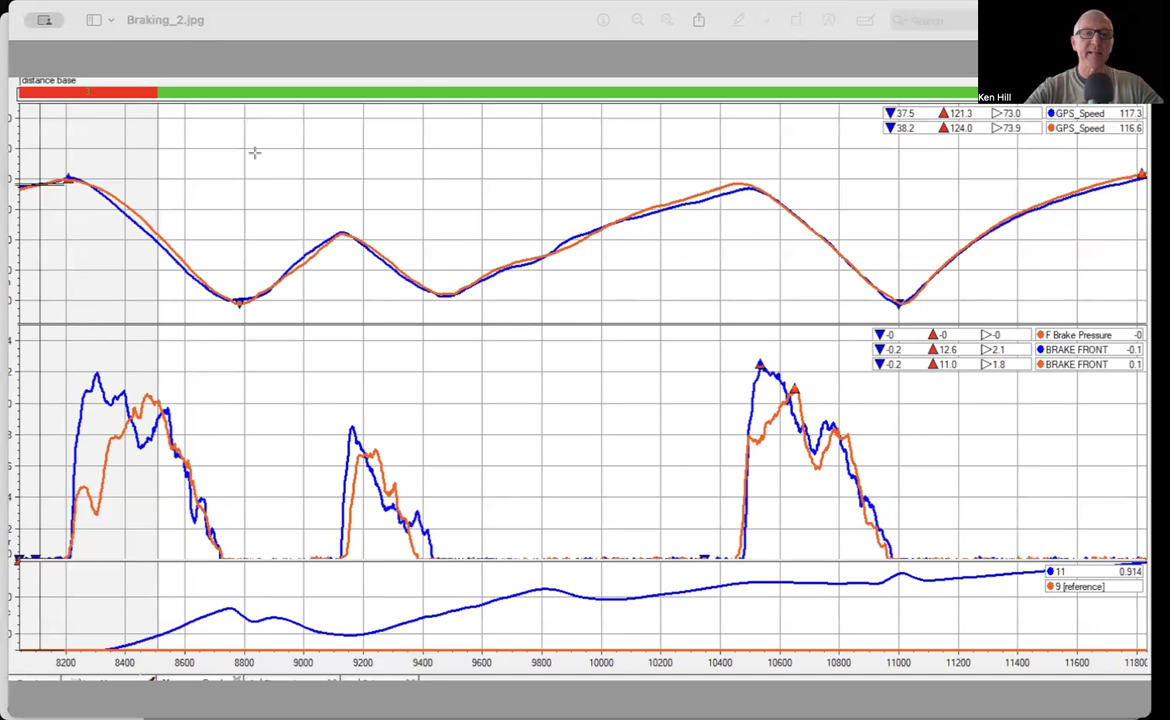 Braking_2.jpg
Search
Ken Hill
distance base
1
37.5 121.3 73.0 GPS_Speed 117.3
38.2 124.0 73.9 GPS_Speed 116.6
-0 -0 -0 F Brake Pressure -0
-0.2 12.6 2.1 BRAKE FRONT -0.1
-0.2 11.0 1.8 BRAKE FRONT 0.1
11 0.914
9 [reference]
8200 8400 8600 8800 9000 9200 9400 9600 9800 10000 10200 10400 10600 10800 11000 11200 11400 11600 1180